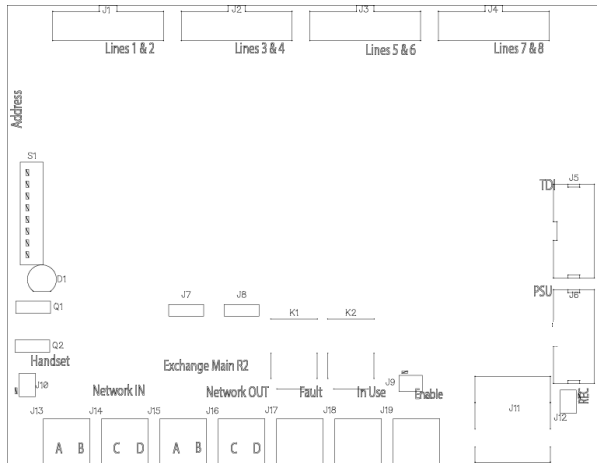 J1 J2 J3 J4
Lines 1 & 2 Lines 3 & 4 Lines 5 & 6 Lines 7 & 8
Address
S1
TDI J5
D1
PSU J6
Q1 J7 J8 K1 K2
Q2
Handset Exchange Main R2
J10 J9 REC
Network IN Network OUT Fault In Use Enable
J13 J14 J15 J16 J17 J18 J19 J11 J12
A B C D A B C D